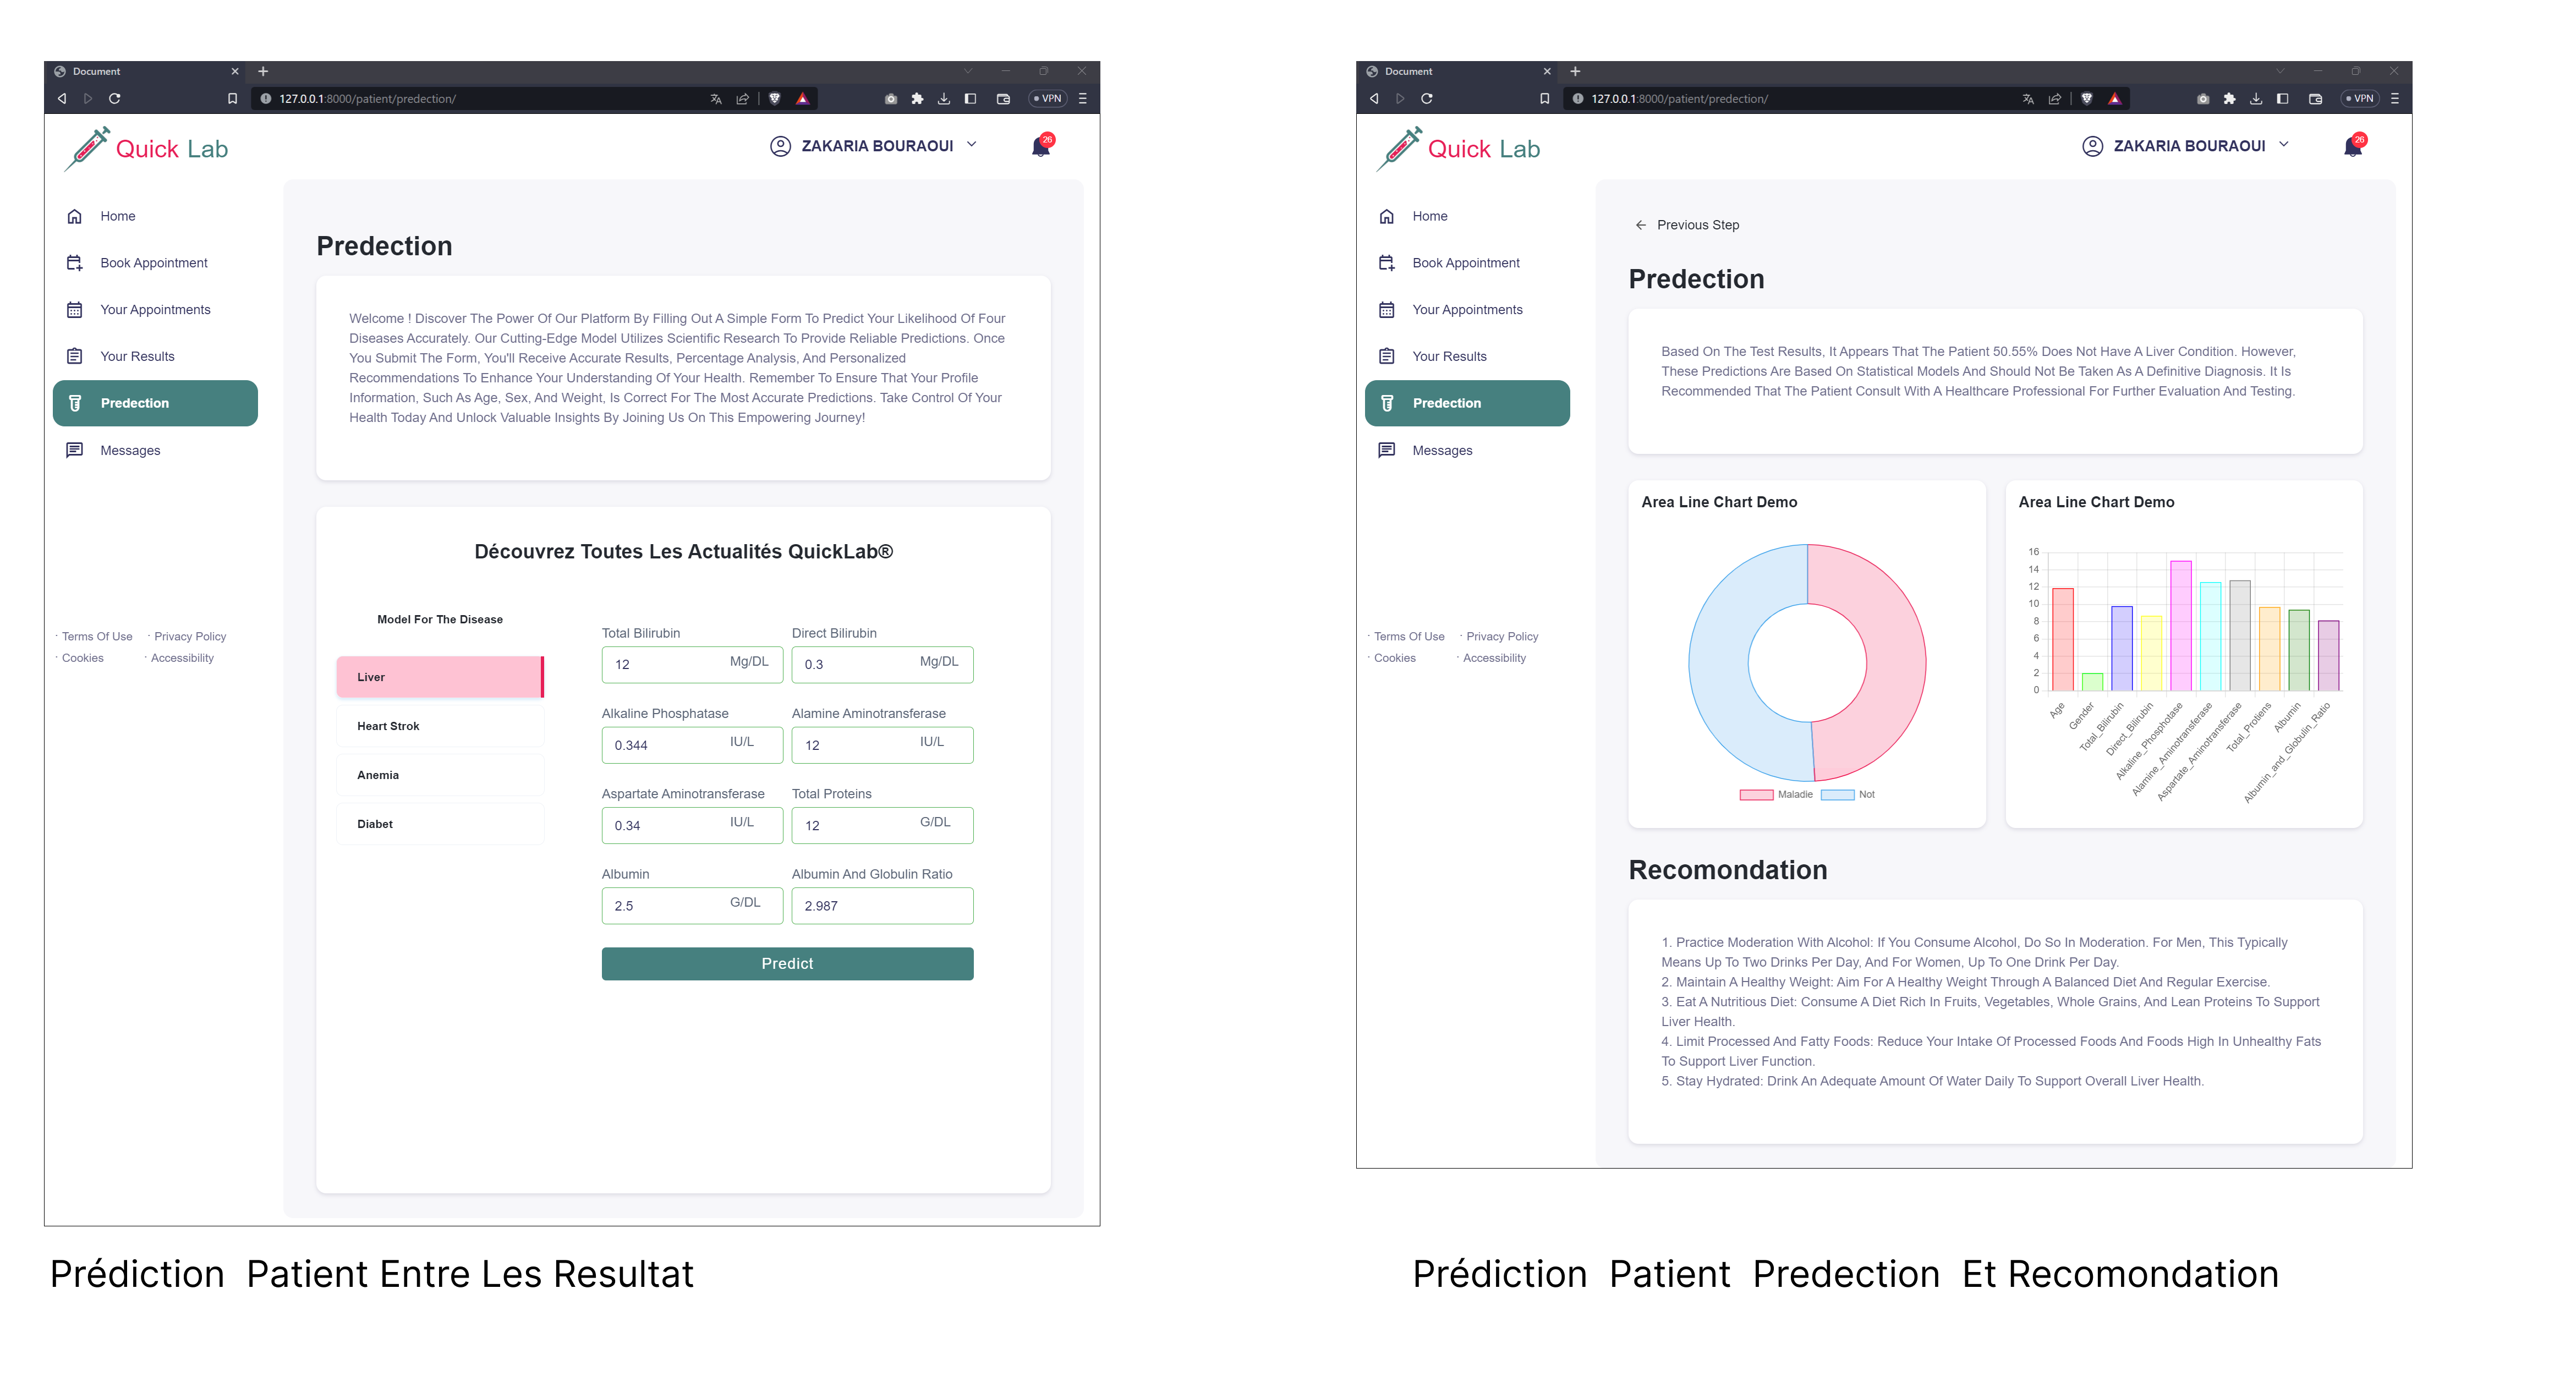 Document
127.0.0.1:8000/patient/predection/
VPN
Quick Lab
ZAKARIA BOURAOUI
26
Home
Book Appointment
Your Appointments
Your Results
Predection
Messages
· Terms Of Use · Privacy Policy
· Cookies · Accessibility
Predection
Welcome ! Discover The Power Of Our Platform By Filling Out A Simple Form To Predict Your Likelihood Of Four
Diseases Accurately. Our Cutting-Edge Model Utilizes Scientific Research To Provide Reliable Predictions. Once
You Submit The Form, You'll Receive Accurate Results, Percentage Analysis, And Personalized
Recommendations To Enhance Your Understanding Of Your Health. Remember To Ensure That Your Profile
Information, Such As Age, Sex, And Weight, Is Correct For The Most Accurate Predictions. Take Control Of Your
Health Today And Unlock Valuable Insights By Joining Us On This Empowering Journey!
Découvrez Toutes Les Actualités QuickLab®
Model For The Disease
Liver
Heart Strok
Anemia
Diabet
Total Bilirubin Direct Bilirubin
12 Mg/DL 0.3 Mg/DL
Alkaline Phosphatase Alamine Aminotransferase
0.344 IU/L 12 IU/L
Aspartate Aminotransferase Total Proteins
0.34 IU/L 12 G/DL
Albumin Albumin And Globulin Ratio
2.5 G/DL 2.987
Predict
Prédiction Patient Entre Les Resultat
Document
127.0.0.1:8000/patient/predection/
VPN
Quick Lab
ZAKARIA BOURAOUI
26
Home
Book Appointment
Your Appointments
Your Results
Predection
Messages
· Terms Of Use · Privacy Policy
· Cookies · Accessibility
Previous Step
Predection
Based On The Test Results, It Appears That The Patient 50.55% Does Not Have A Liver Condition. However,
These Predictions Are Based On Statistical Models And Should Not Be Taken As A Definitive Diagnosis. It Is
Recommended That The Patient Consult With A Healthcare Professional For Further Evaluation And Testing.
Area Line Chart Demo
Maladie Not
Area Line Chart Demo
16
14
12
10
8
6
4
2
0
Age
Gender
Total_Bilirubin
Direct_Bilirubin
Alkaline_Phosphotase
Alamine_Aminotransferase
Aspartate_Aminotransferase
Total_Protiens
Albumin
Albumin_and_Globulin_Ratio
Recomondation
1. Practice Moderation With Alcohol: If You Consume Alcohol, Do So In Moderation. For Men, This Typically
Means Up To Two Drinks Per Day, And For Women, Up To One Drink Per Day.
2. Maintain A Healthy Weight: Aim For A Healthy Weight Through A Balanced Diet And Regular Exercise.
3. Eat A Nutritious Diet: Consume A Diet Rich In Fruits, Vegetables, Whole Grains, And Lean Proteins To Support
Liver Health.
4. Limit Processed And Fatty Foods: Reduce Your Intake Of Processed Foods And Foods High In Unhealthy Fats
To Support Liver Function.
5. Stay Hydrated: Drink An Adequate Amount Of Water Daily To Support Overall Liver Health.
Prédiction Patient Predection Et Recomondation